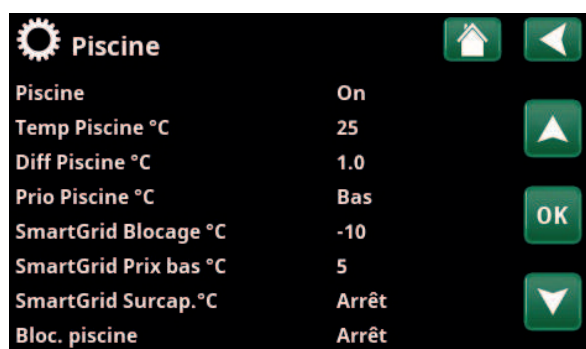 Piscine
Piscine On
Temp Piscine °C 25
Diff Piscine °C 1.0
Prio Piscine °C Bas
SmartGrid Blocage °C -10
SmartGrid Prix bas °C 5
SmartGrid Surcap.°C Arrêt
Bloc. piscine Arrêt
OK